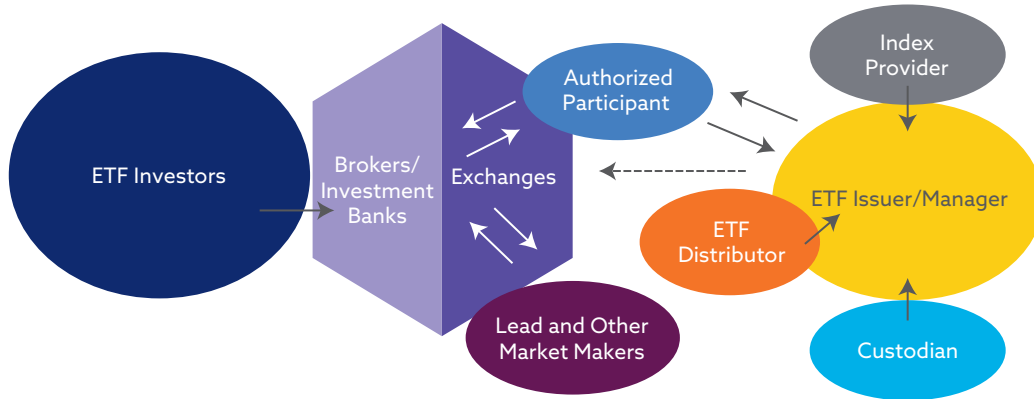 ETF Investors
Brokers/
Investment
Banks
Exchanges
Authorized
Participant
Lead and Other
Market Makers
Index
Provider
ETF Issuer/Manager
ETF
Distributor
Custodian